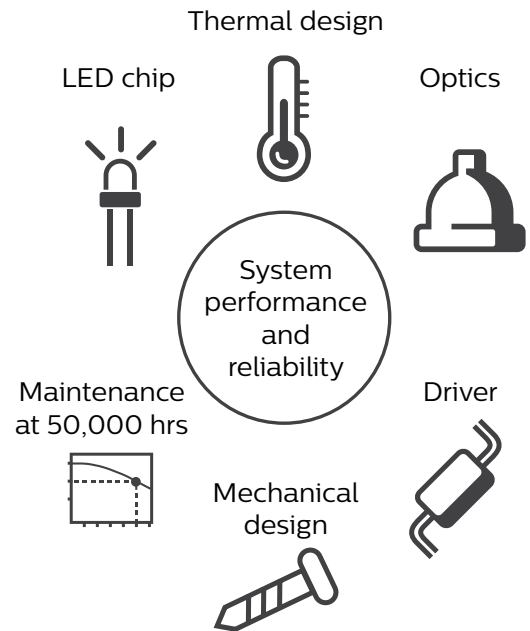 Thermal design
LED chip
Optics
System
performance
and
reliability
Maintenance
at 50,000 hrs
Driver
Mechanical
design